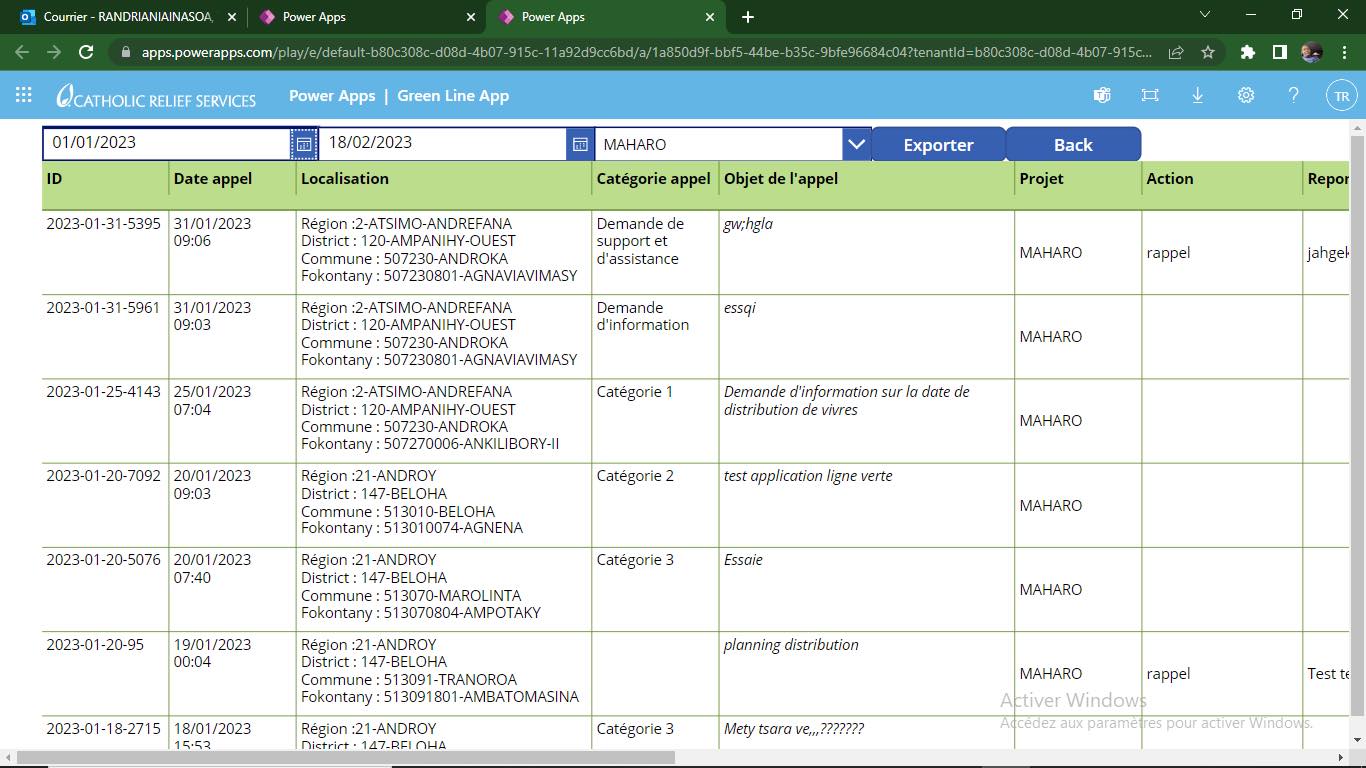 Courrier - RANDRIANIAINASOA,
Power Apps
Power Apps
apps.powerapps.com/play/e/default-b80c308c-d08d-4b07-915c-11a92d9cc6bd/a/1a850d9f-bbf5-44be-b35c-9bfe96684c04?tenantId=b80c308c-d08d-4b07-915c...
CATHOLIC RELIEF SERVICES
Power Apps | Green Line App
?
TR
01/01/2023
18/02/2023
MAHARO
Exporter
Back
ID
Date appel
Localisation
Catégorie appel
Objet de l'appel
Projet
Action
Repor
2023-01-31-5395
31/01/2023
09:06
Région :2-ATSIMO-ANDREFANA
District : 120-AMPANIHY-OUEST
Commune : 507230-ANDROKA
Fokontany : 507230801-AGNAVIAVIMASY
Demande de
support et
d'assistance
gw;hgla
MAHARO
rappel
jahgek
2023-01-31-5961
31/01/2023
09:03
Région :2-ATSIMO-ANDREFANA
District : 120-AMPANIHY-OUEST
Commune : 507230-ANDROKA
Fokontany : 507230801-AGNAVIAVIMASY
Demande
d'information
essqi
MAHARO
2023-01-25-4143
25/01/2023
07:04
Région :2-ATSIMO-ANDREFANA
District : 120-AMPANIHY-OUEST
Commune : 507230-ANDROKA
Fokontany : 507270006-ANKILIBORY-II
Catégorie 1
Demande d'information sur la date de
distribution de vivres
MAHARO
2023-01-20-7092
20/01/2023
09:03
Région :21-ANDROY
District : 147-BELOHA
Commune : 513010-BELOHA
Fokontany : 513010074-AGNENA
Catégorie 2
test application ligne verte
MAHARO
2023-01-20-5076
20/01/2023
07:40
Région :21-ANDROY
District : 147-BELOHA
Commune : 513070-MAROLINTA
Fokontany : 513070804-AMPOTAKY
Catégorie 3
Essaie
MAHARO
2023-01-20-95
19/01/2023
00:04
Région :21-ANDROY
District : 147-BELOHA
Commune : 513091-TRANOROA
Fokontany : 513091801-AMBATOMASINA
planning distribution
MAHARO
rappel
Test te
2023-01-18-2715
18/01/2023
15:53
Région :21-ANDROY
District : 147-BELOHA
Catégorie 3
Mety tsara ve,,,???????
Activer Windows
Accédez aux paramètres pour activer Windows.